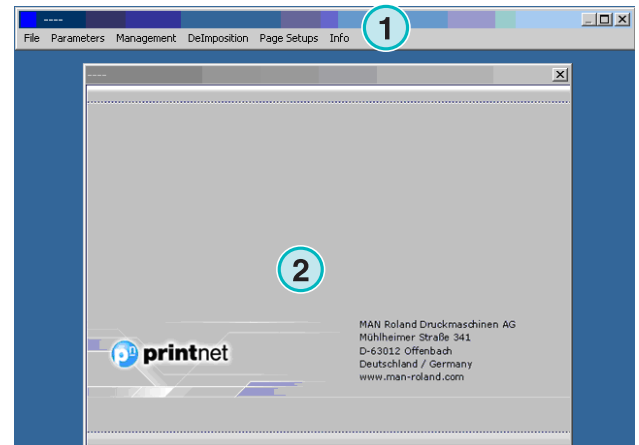 ----
File Parameters Management DeImposition Page Setups Info
1
----
2
MAN Roland Druckmaschinen AG
Mühlheimer Straße 341
D-63012 Offenbach
Deutschland / Germany
www.man-roland.com
pn printnet